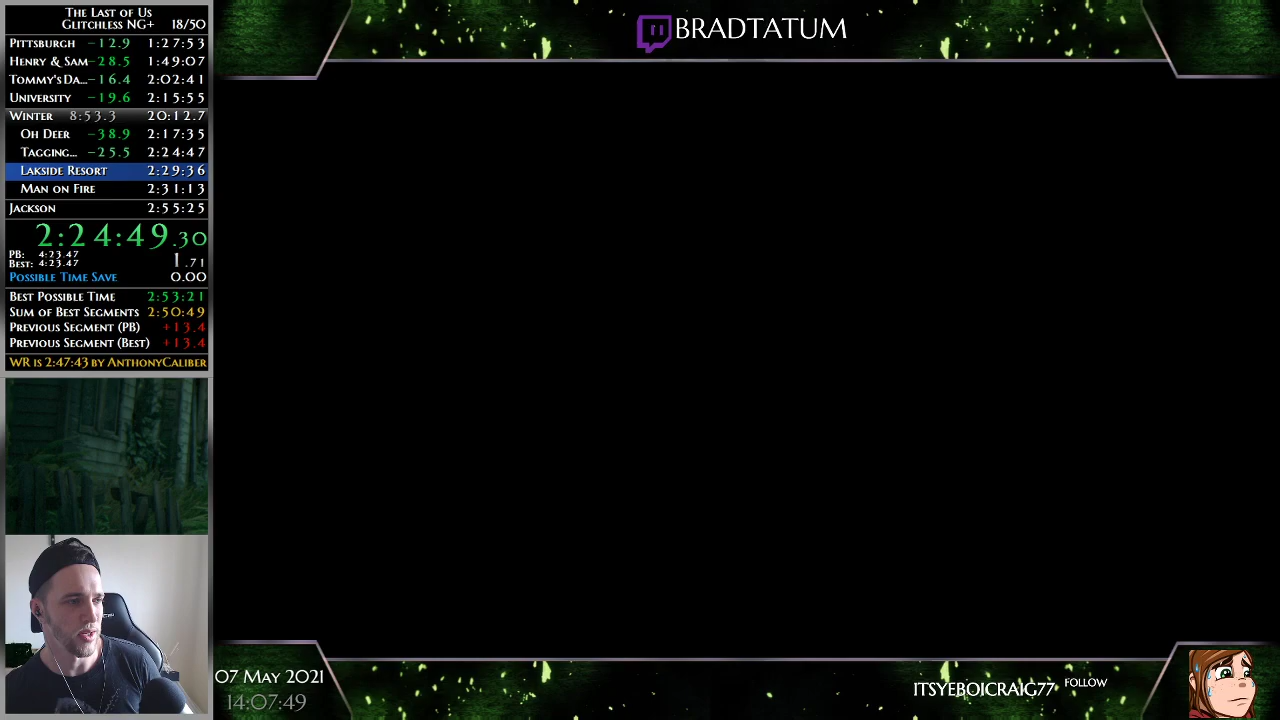 The Last of Us
Glitchless NG+ 18/50
Pittsburgh -12.9 1:27:53
Henry & Sam -28.5 1:49:07
Tommy's Da... -16.4 2:02:41
University -19.6 2:15:55
Winter 8:53.3 20:12.7
Oh Deer -38.9 2:17:35
Tagging... -25.5 2:24:47
Lakside Resort 2:29:36
Man on Fire 2:31:13
Jackson 2:55:25
2:24:49.30
PB: 4:23.47
Best: 4:23.47 1.71
Possible Time Save 0.00
Best Possible Time 2:53:21
Sum of Best Segments 2:50:49
Previous Segment (PB) +13.4
Previous Segment (Best) +13.4
WR is 2:47:43 by AnthonyCaliber
BRADTATUM
07 May 2021
14:07:49
itsyeboicraig77 Follow